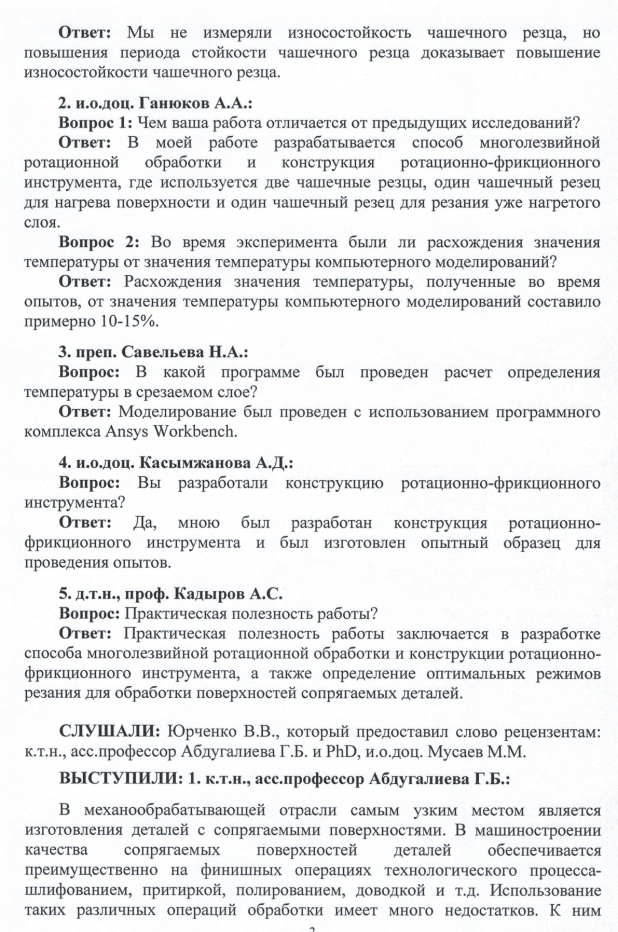 Ответ: Мы не измеряли износостойкость чашечного резца, но
повышения периода стойкости чашечного резца доказывает повышение
износостойкости чашечного резца.
2. и.о.доц. Ганюков А.А.:
Вопрос 1: Чем ваша работа отличается от предыдущих исследований?
Ответ: В моей работе разрабатывается способ многолезвийной
ротационной обработки и конструкция ротационно-фрикционного
инструмента, где используется две чашечные резцы, один чашечный резец
для нагрева поверхности и один чашечный резец для резания уже нагретого
слоя.
Вопрос 2: Во время эксперимента были ли расхождения значения
температуры от значения температуры компьютерного моделирований?
Ответ: Расхождения значения температуры, полученные во время
опытов, от значения температуры компьютерного моделирований составило
примерно 10-15%.
3. преп. Савельева Н.А.:
Вопрос: В какой программе был проведен расчет определения
температуры в срезаемом слое?
Ответ: Моделирование был проведен с использованием программного
комплекса Ansys Workbench.
4. и.о.доц. Касымжанова А.Д.:
Вопрос: Вы разработали конструкцию ротационно-фрикционного
инструмента?
Ответ: Да, мною был разработан конструкция ротационно-
фрикционного инструмента и был изготовлен опытный образец для
проведения опытов.
5. д.т.н., проф. Кадыров А.С.
Вопрос: Практическая полезность работы?
Ответ: Практическая полезность работы заключается в разработке
способа многолезвийной ротационной обработки и конструкции ротационно-
фрикционного инструмента, а также определение оптимальных режимов
резания для обработки поверхностей сопрягаемых деталей.
СЛУШАЛИ: Юрченко В.В., который предоставил слово рецензентам:
к.т.н., асс.профессор Абдугалиева Г.Б. и PhD, и.о.доц. Мусаев М.М.
ВЫСТУПИЛИ: 1. к.т.н., асс.профессор Абдугалиева Г.Б.:
В механообрабатывающей отрасли самым узким местом является
изготовления деталей с сопрягаемыми поверхностями. В машиностроении
качества сопрягаемых поверхностей деталей обеспечивается
преимущественно на финишных операциях технологического процесса-
шлифованием, притиркой, полированием, доводкой и т.д. Использование
таких различных операций обработки имеет много недостатков. К ним